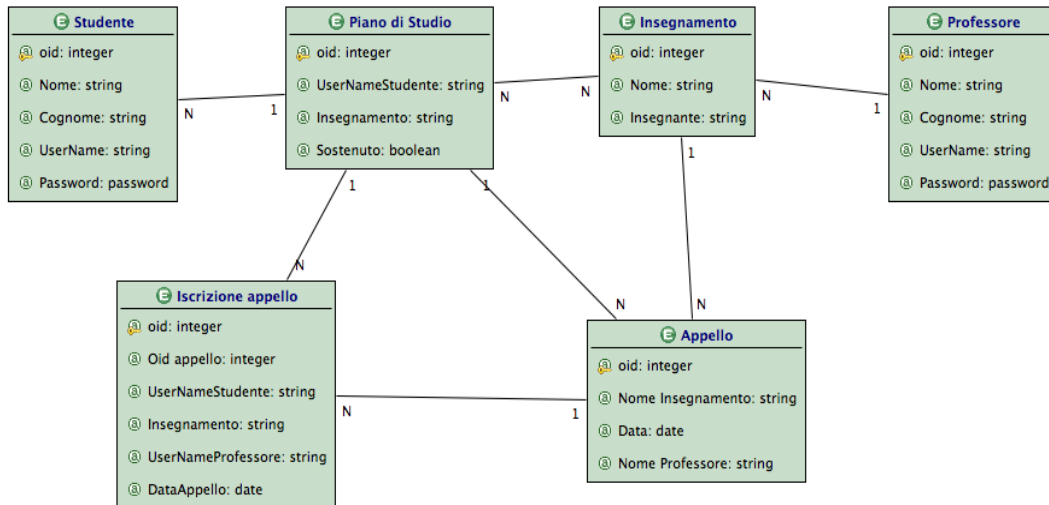 Studente
oid: integer
Nome: string
Cognome: string
UserName: string
Password: password
Piano di Studio
oid: integer
UserNameStudente: string
Insegnamento: string
Sostenuto: boolean
Insegnamento
oid: integer
Nome: string
Insegnante: string
Professore
oid: integer
Nome: string
Cognome: string
UserName: string
Password: password
N
1
N
N
N
1
1
N
1
N
1
N
Iscrizione appello
oid: integer
Oid appello: integer
UserNameStudente: string
Insegnamento: string
UserNameProfessore: string
DataAppello: date
N
1
Appello
oid: integer
Nome Insegnamento: string
Data: date
Nome Professore: string